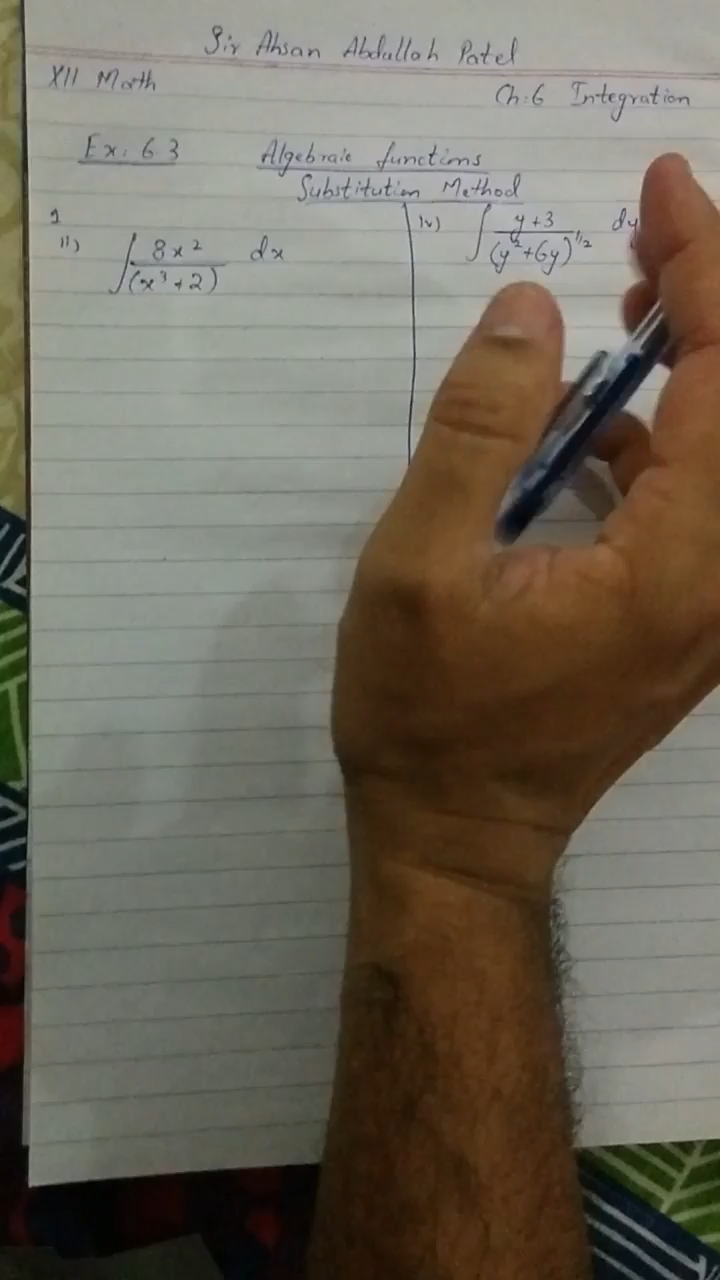 Sir Ahsan Abdullah Patel
XII Math
Ch:6 Integration
Ex: 6.3 Algebraic functions
Substitution Method
1
ii) ∫ 8x² / (x³+2) dx
iv) ∫ y+3 / (y²+6y)^1/2 dy